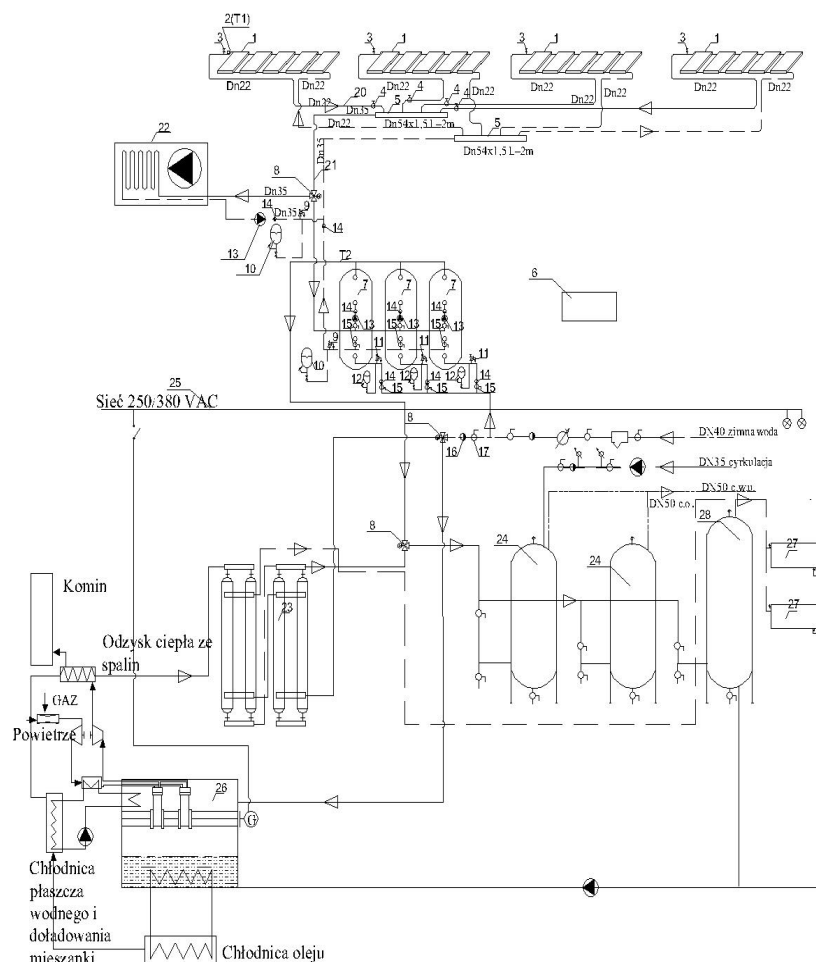 2(T1)
3 1 3 1 3 1 3 1
Dn22 Dn22 Dn22 Dn22 Dn22 Dn22 Dn22 Dn22
Dn22 20 4 5 4 4 4 Dn22 Dn22
Dn35
Dn22 Dn22 Dn54x1,5 L=2m
5
Dn54x1,5 L=2m
Dn35
21
22
8
Dn35
14 Dn35 9
13
10
14
T2
7 7 7
6
14 14 14
15 13 15 13 15 13
9 11 11 11
10 12 12 12
14 14 14
15 15 15
25
Sieć 250/380 VAC
8
16 17
DN40 zimna woda
DN35 cyrkulacja
DN50 c.w.u.
DN50 c.o.
28
8
24
24
27
27
23
Komin
Odzysk ciepła ze
spalin
GAZ
Powietrze
26
G
Chłodnica
płaszcza
wodnego i
doładowania
mieszanki
Chłodnica oleju